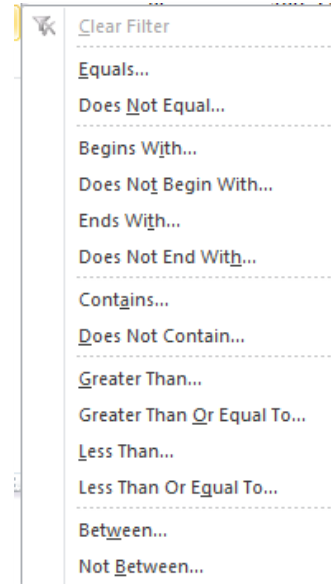 Clear Filter
Equals...
Does Not Equal...
Begins With...
Does Not Begin With...
Ends With...
Does Not End With...
Contains...
Does Not Contain...
Greater Than...
Greater Than Or Equal To...
Less Than...
Less Than Or Equal To...
Between...
Not Between...